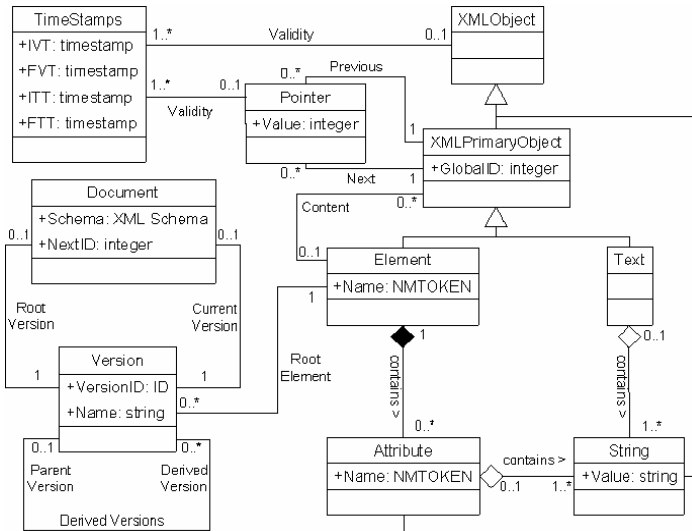 TimeStamps
+IVT: timestamp
+FVT: timestamp
+ITT: timestamp
+FTT: timestamp
1..*
Validity
0..1
XMLObject
1..*
0..1
Validity
0..*
Previous
1
Pointer
+Value: integer
0..*
Next
1
XMLPrimaryObject
+GlobalID: integer
0..*
Content
0..1
Document
+Schema: XML Schema
+NextID: integer
0..1
0..1
Root
Version
Current
Version
1
1
Element
+Name: NMTOKEN
1
Text
0..1
1
Root
Element
0..*
Version
+VersionID: ID
+Name: string
0..1
0..*
Parent
Version
Derived
Version
Derived Versions
contains >
0..*
contains >
1..*
Attribute
+Name: NMTOKEN
contains >
0..1
1..*
String
+Value: string